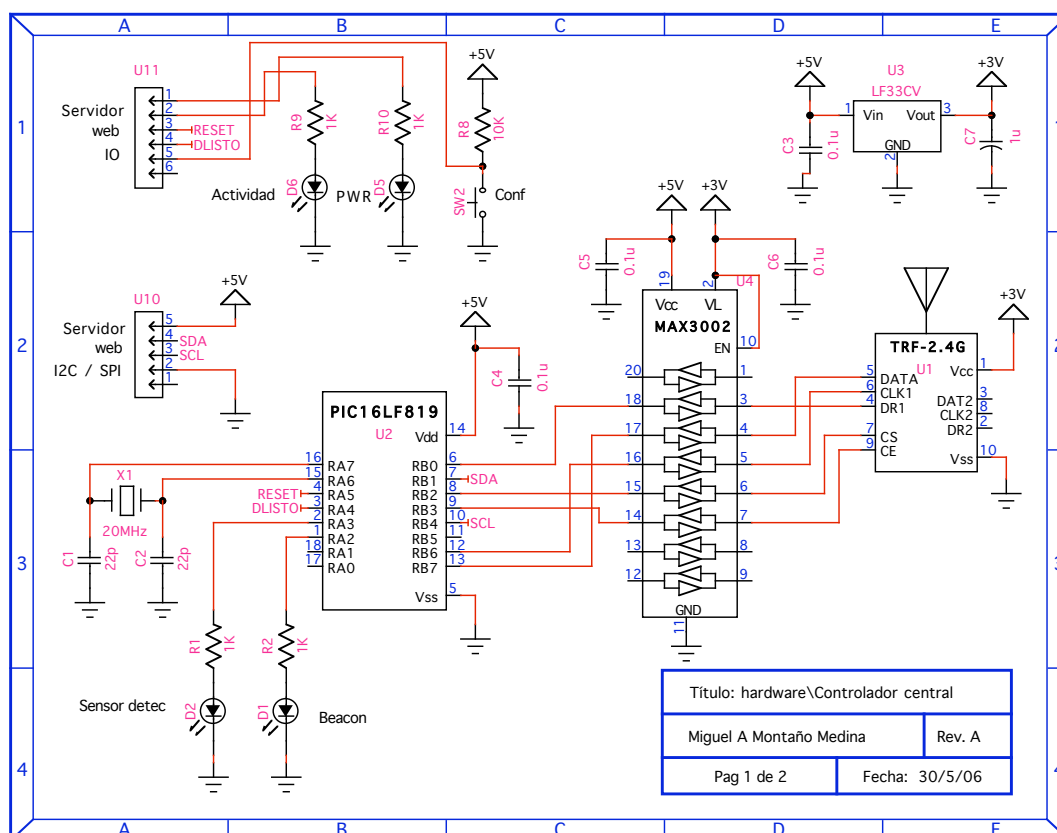 A B C D E
1
U11
Servidor
web
IO
1
2
3 RESET
4 DLISTO
5
6
R9 1K
R10 1K
+5V
R8 10K
Actividad
D6
PWR
D5
SW2
Conf
+5V
U3
LF33CV
+3V
1 Vin Vout 3
GND
2
C3 0.1u
C7 1u
2
U10
Servidor
web
I2C / SPI
+5V
5
4 SDA
3 SCL
2
1
+5V
C4 0.1u
+5V
+3V
C5 0.1u
C6 0.1u
19 2 U4
Vcc VL
MAX3002
EN 10
20 1
18 3
17 4
16 5
15 6
14 7
13 8
12 9
GND
11
+3V
TRF-2.4G
U1
Vcc 1
5 DATA
6 CLK1
4 DR1
7 CS
9 CE
DAT2 3
CLK2 8
DR2 2
Vss 10
2
3
PIC16LF819
U2
Vdd 14
16 RA7
15 RA6
RESET 4 RA5
DLISTO 3 RA4
2 RA3
1 RA2
18 RA1
17 RA0
RB0 6
RB1 7 SDA
RB2 8
RB3 9
RB4 10 SCL
RB5 11
RB6 12
RB7 13
Vss 5
X1
20MHz
C1 22p
C2 22p
3
R1 1K
R2 1K
Sensor detec
D2
D1
Beacon
4
Título: hardware\Controlador central
Miguel A Montaño Medina
Rev. A
Pag 1 de 2
Fecha: 30/5/06
4
A B C D E
1